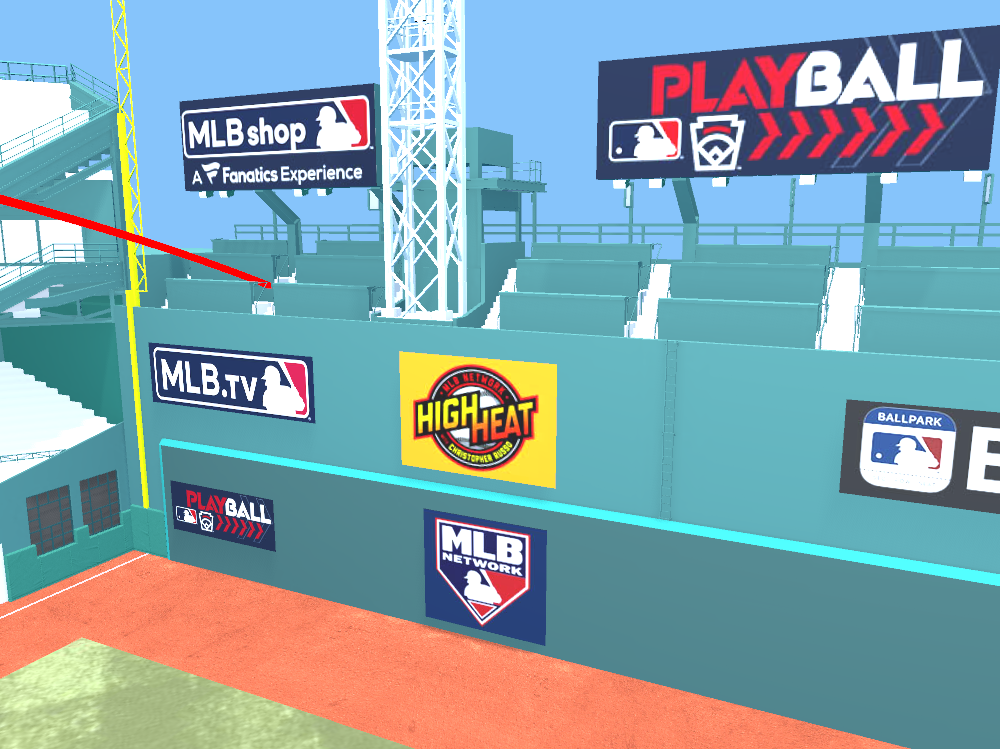 MLB shop
A Fanatics Experience
PLAYBALL
MLB.TV
MLB NETWORK
HIGH HEAT
CHRISTOPHER RUSSO
BALLPARK
PLAYBALL
MLB
NETWORK